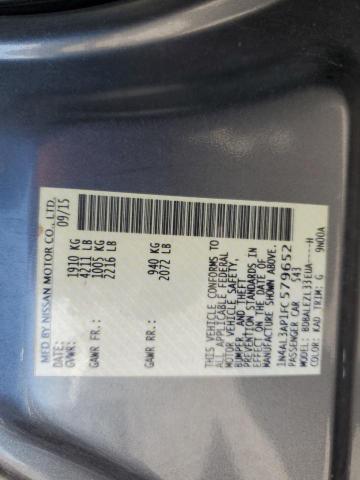 MFD BY NISSAN MOTOR CO., LTD.
09/15
GVWR: 1910 KG
4211 LB
GAWR FR: 1005 KG
2216 LB
GAWR RR: 940 KG
2072 LB
THIS VEHICLE CONFORMS TO
ALL APPLICABLE FEDERAL
MOTOR VEHICLE SAFETY,
BUMPER, AND THEFT
PREVENTION STANDARDS IN
EFFECT ON THE DATE OF
MANUFACTURE SHOWN ABOVE.
1N4AL3AP1FC579652
PASSENGER CAR 343
MODEL: 9N00A
COLOR: KAD TRIM: G